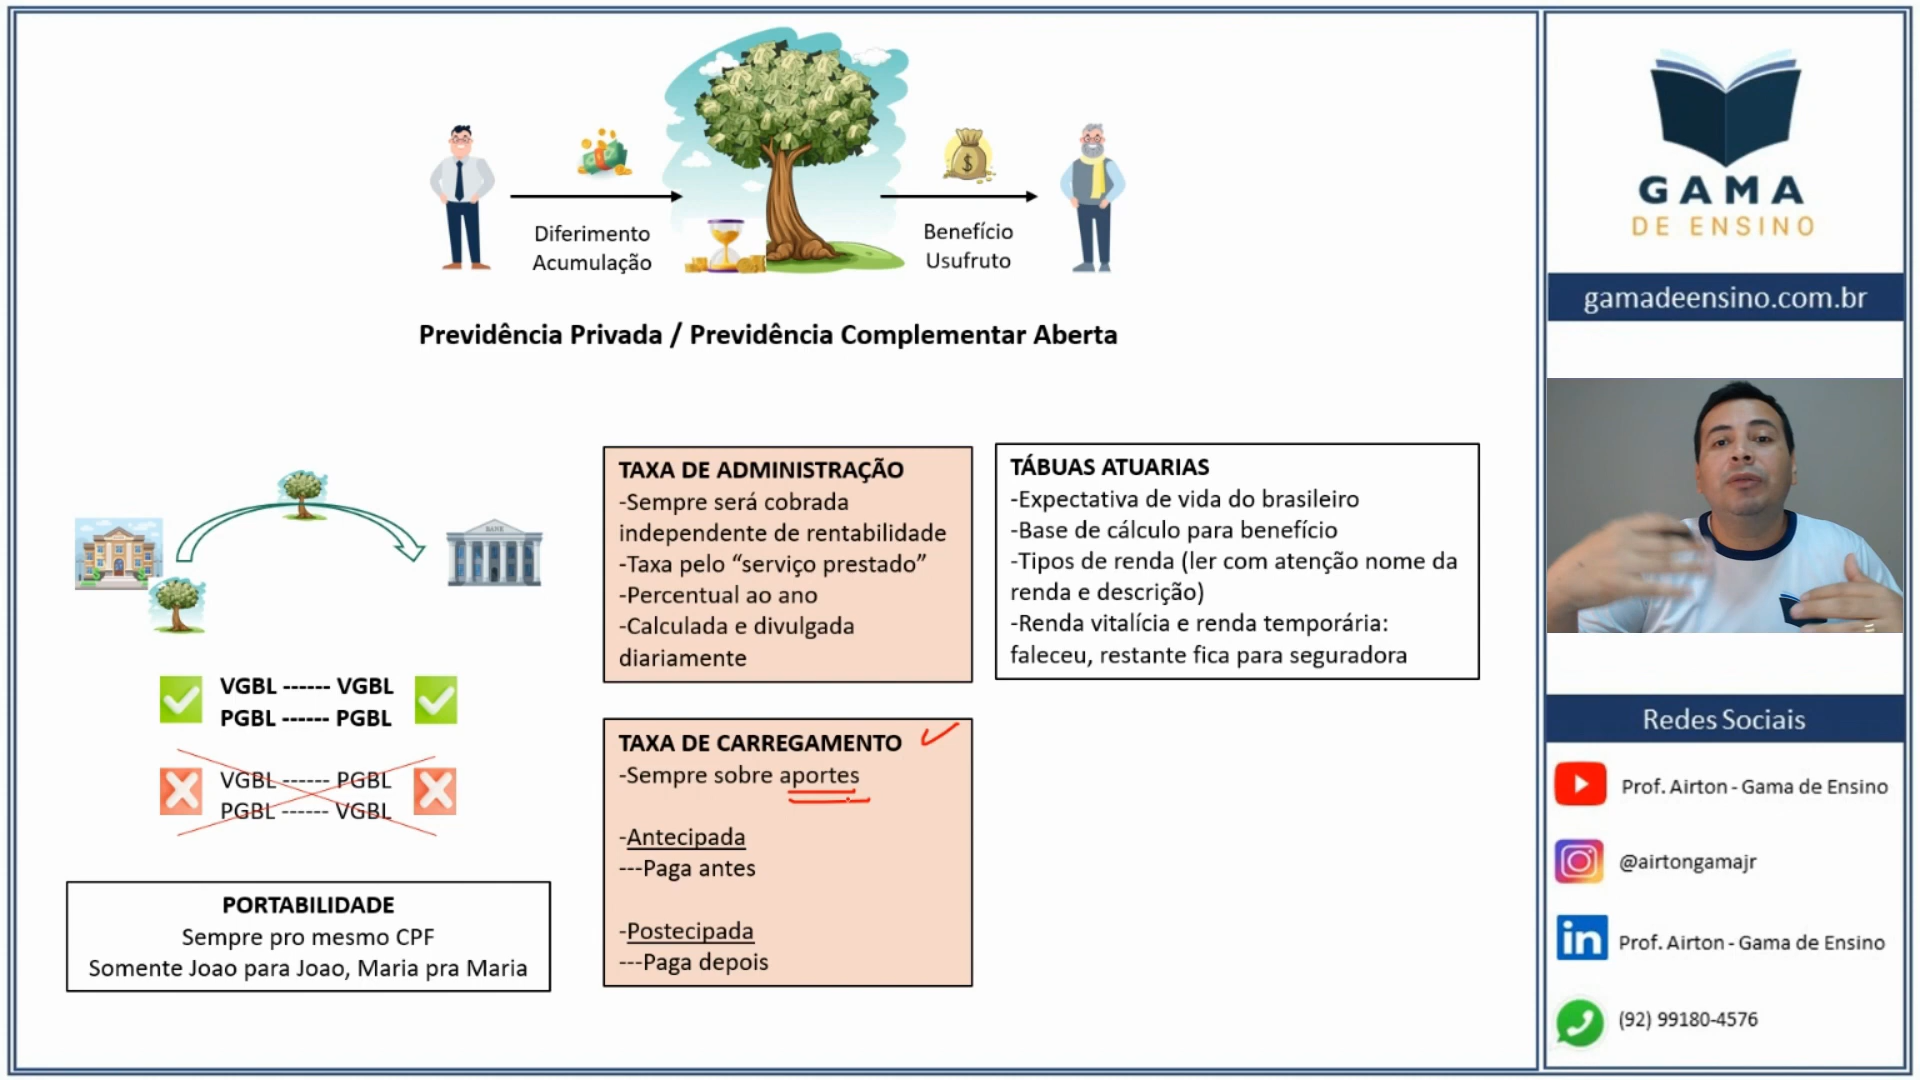 Diferimento
Acumulação
Benefício
Usufruto
Previdência Privada / Previdência Complementar Aberta
BANK
VGBL ------ VGBL
PGBL ------ PGBL
VGBL ------ PGBL
PGBL ------ VGBL
PORTABILIDADE
Sempre pro mesmo CPF
Somente Joao para Joao, Maria pra Maria
TAXA DE ADMINISTRAÇÃO
-Sempre será cobrada
independente de rentabilidade
-Taxa pelo “serviço prestado”
-Percentual ao ano
-Calculada e divulgada
diariamente
TAXA DE CARREGAMENTO
-Sempre sobre aportes
-Antecipada
---Paga antes
-Postecipada
---Paga depois
TÁBUAS ATUARIAS
-Expectativa de vida do brasileiro
-Base de cálculo para benefício
-Tipos de renda (ler com atenção nome da
renda e descrição)
-Renda vitalícia e renda temporária:
faleceu, restante fica para seguradora
GAMA
DE ENSINO
gamadeensino.com.br
Redes Sociais
Prof. Airton - Gama de Ensino
@airtongamajr
in
Prof. Airton - Gama de Ensino
(92) 99180-4576